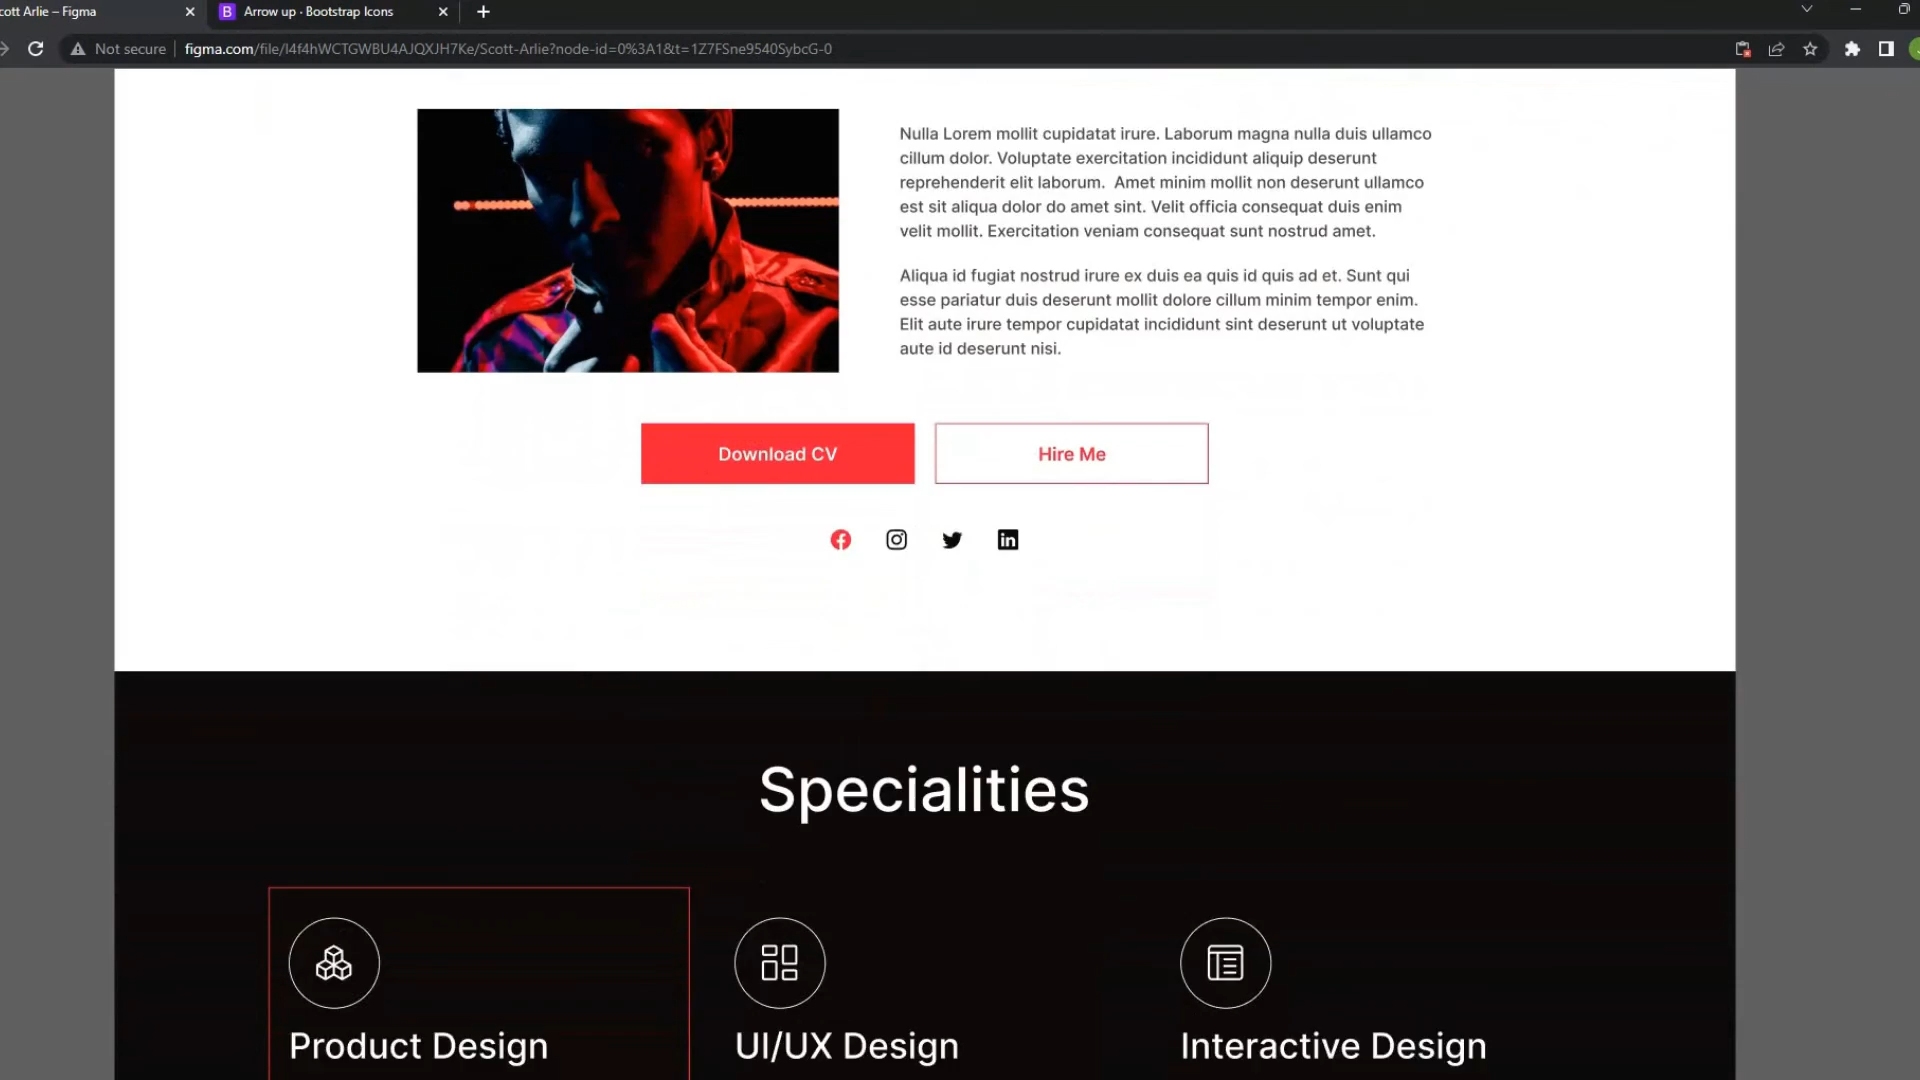 cott Arlie – Figma
Arrow up · Bootstrap Icons
Not secure
figma.com/file/l4f4hWCTGWBU4AJQXJH7Ke/Scott-Arlie?node-id=0%3A1&t=1Z7FSne9540SybcG-0
Nulla Lorem mollit cupidatat irure. Laborum magna nulla duis ullamco
cillum dolor. Voluptate exercitation incididunt aliquip deserunt
reprehenderit elit laborum. Amet minim mollit non deserunt ullamco
est sit aliqua dolor do amet sint. Velit officia consequat duis enim
velit mollit. Exercitation veniam consequat sunt nostrud amet.
Aliqua id fugiat nostrud irure ex duis ea quis id quis ad et. Sunt qui
esse pariatur duis deserunt mollit dolore cillum minim tempor enim.
Elit aute irure tempor cupidatat incididunt sint deserunt ut voluptate
aute id deserunt nisi.
Download CV
Hire Me
Specialities
Product Design
UI/UX Design
Interactive Design